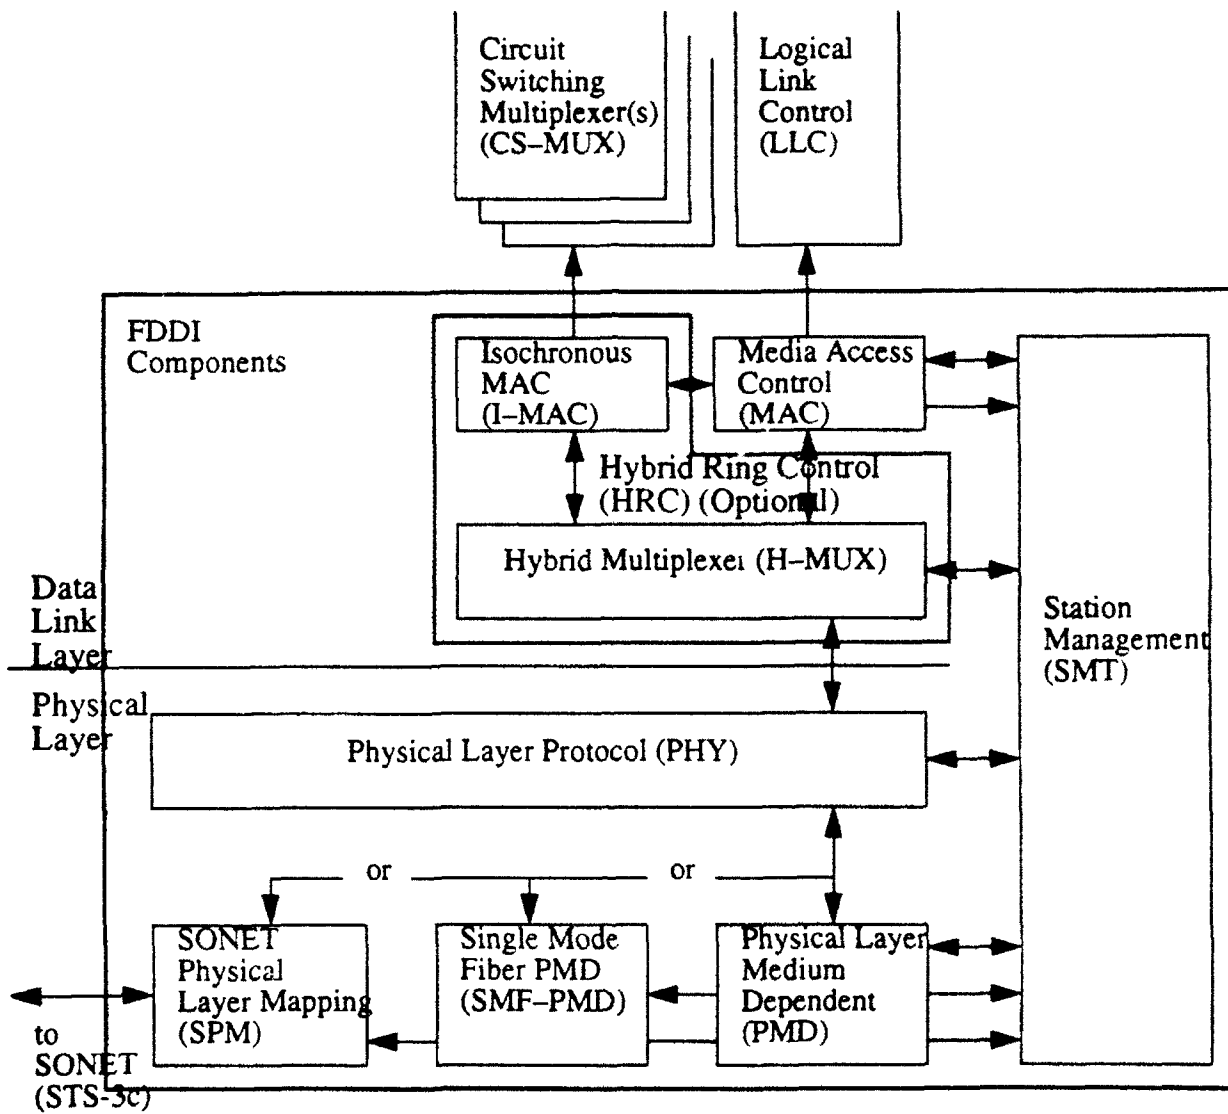 Circuit
Switching
Multiplexer(s)
(CS–MUX)
Logical
Link
Control
(LLC)
FDDI
Components
Isochronous
MAC
(I–MAC)
Media Access
Control
(MAC)
Hybrid Ring Control
(HRC) (Optional)
Hybrid Multiplexer (H–MUX)
Data
Link
Layer
Physical
Layer
Station
Management
(SMT)
Physical Layer Protocol (PHY)
or
or
SONET
Physical
Layer Mapping
(SPM)
Single Mode
Fiber PMD
(SMF–PMD)
Physical Layer
Medium
Dependent
(PMD)
to
SONET
(STS-3c)